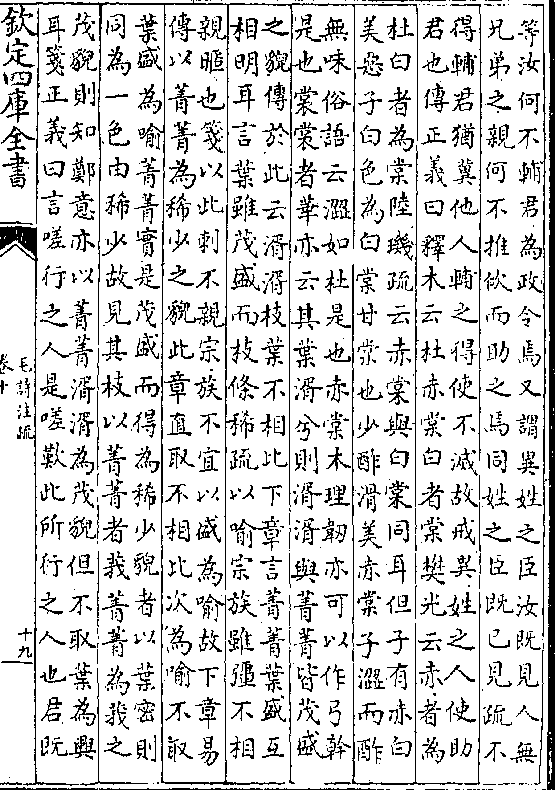 等汝何不輔君為政令焉又謂異姓之臣汝既見人無
兄弟之親何不推佽而助之焉同姓之臣既已見疏不
得輔君猶冀他人輔之得使不滅故戒異姓之人使助
君也傳正義曰釋木云杜赤棠白者棠樊光云赤者為
杜白者為棠陸璣疏云赤棠與白棠同耳但子有赤白
美惡子白色為白棠甘棠也少酢滑美赤棠子澀而酢
無味俗語云澀如杜是也赤棠木理韌亦可以作弓幹
是也裳裳者華亦云其葉湑兮則湑湑與菁菁皆茂盛
之貌傳於此云湑湑枝葉不相比下章言菁菁葉盛互
相明耳言葉雖茂盛而枝條稀疏以喻宗族雖彊不相
親暱也箋以此刺不親宗族不宜以盛為喻故下章易
傳以菁菁為稀少之貌此章直取不相比次為喻不取
葉盛為喻菁菁實是茂盛而得為稀少貌者以葉密則
同為一色由稀少故見其枝以菁菁者莪菁菁為莪之
茂貌則知鄭意亦以菁菁湑湑為茂貌但不取葉為興
耳箋正義曰言嗟行之人是嗟歎此所行之人也君既
欽定四庫全書
毛詩注疏
卷十
十九